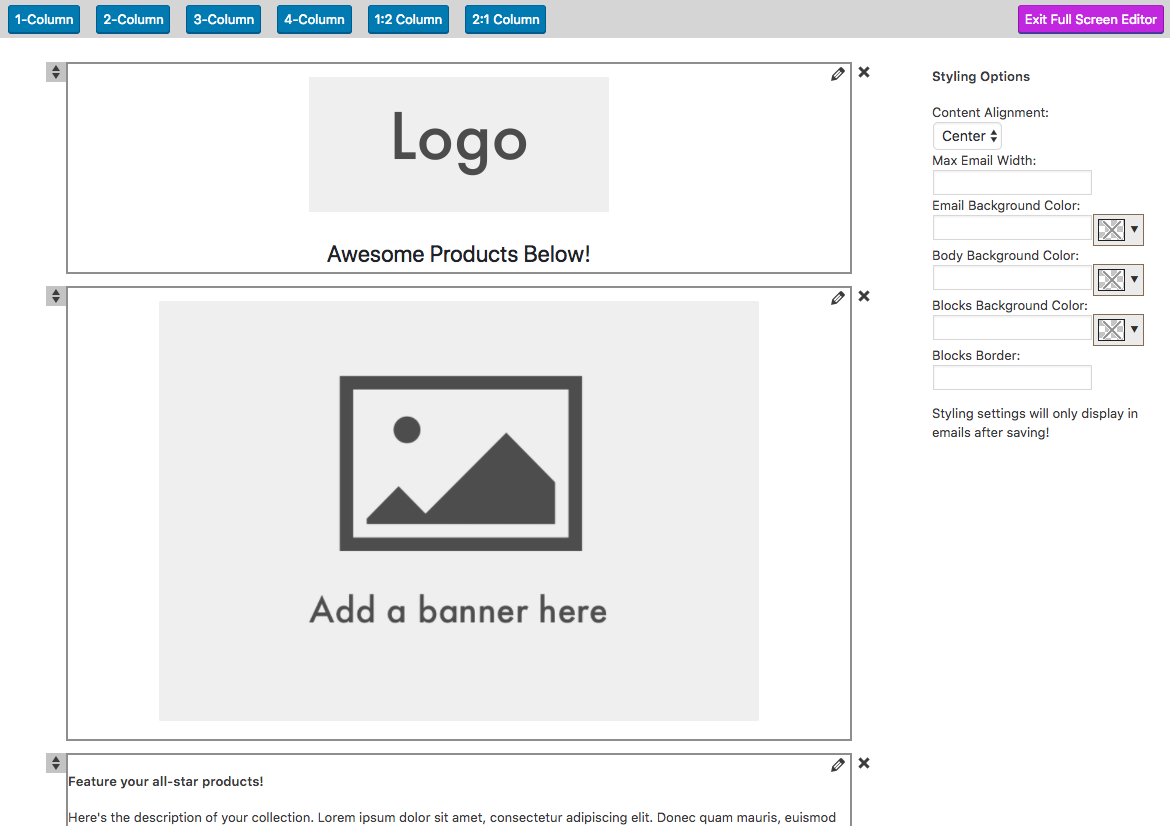 1-Column 2-Column 3-Column 4-Column 1:2 Column 2:1 Column Exit Full Screen Editor
Logo
Awesome Products Below!
Add a banner here
Feature your all-star products!
Here's the description of your collection. Lorem ipsum dolor sit amet, consectetur adipiscing elit. Donec quam mauris, euismod
Styling Options
Content Alignment:
Center
Max Email Width:
Email Background Color:
Body Background Color:
Blocks Background Color:
Blocks Border:
Styling settings will only display in
emails after saving!